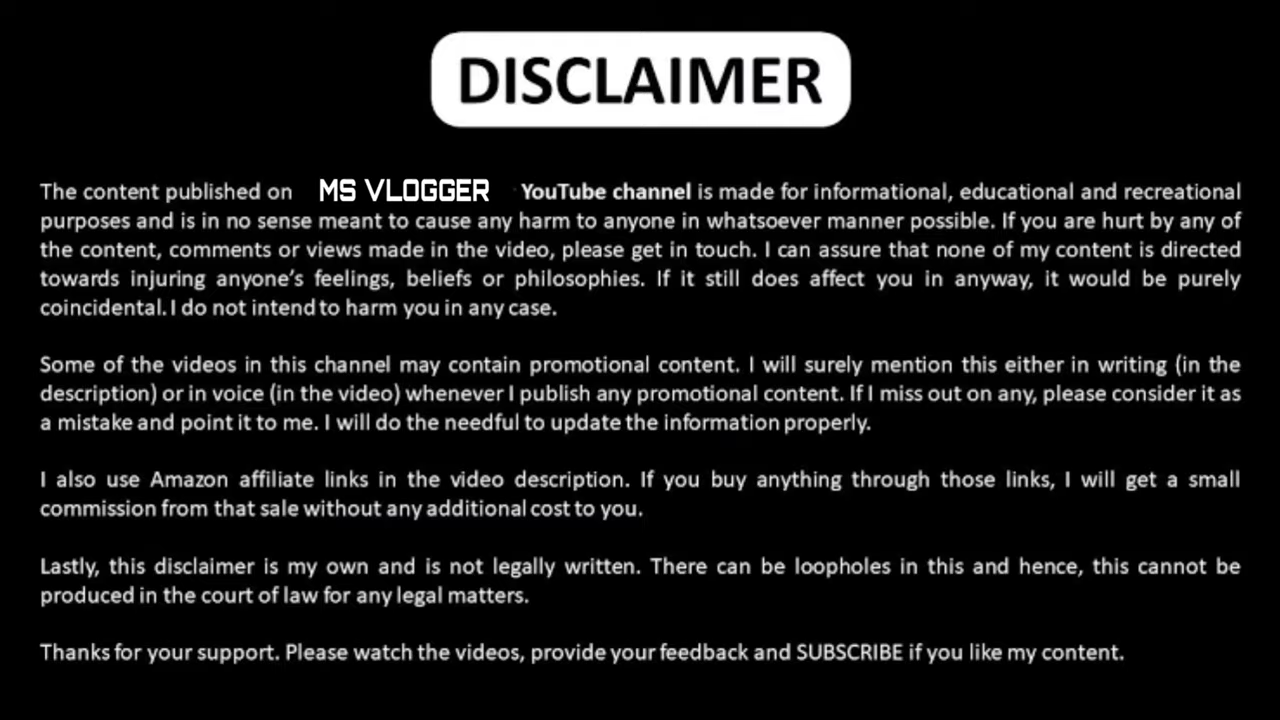 DISCLAIMER
The content published on MS VLOGGER YouTube channel is made for informational, educational and recreational
purposes and is in no sense meant to cause any harm to anyone in whatsoever manner possible. If you are hurt by any of
the content, comments or views made in the video, please get in touch. I can assure that none of my content is directed
towards injuring anyone’s feelings, beliefs or philosophies. If it still does affect you in anyway, it would be purely
coincidental. I do not intend to harm you in any case.
Some of the videos in this channel may contain promotional content. I will surely mention this either in writing (in the
description) or in voice (in the video) whenever I publish any promotional content. If I miss out on any, please consider it as
a mistake and point it to me. I will do the needful to update the information properly.
I also use Amazon affiliate links in the video description. If you buy anything through those links, I will get a small
commission from that sale without any additional cost to you.
Lastly, this disclaimer is my own and is not legally written. There can be loopholes in this and hence, this cannot be
produced in the court of law for any legal matters.
Thanks for your support. Please watch the videos, provide your feedback and SUBSCRIBE if you like my content.